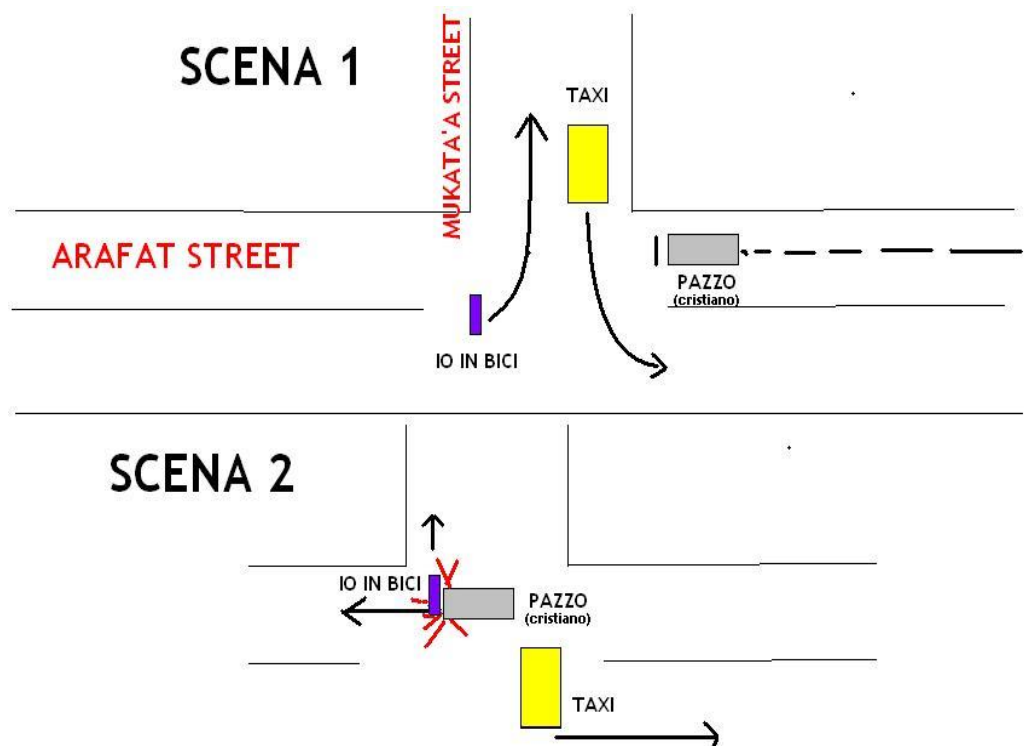 SCENA 1
MUKATA'A STREET
TAXI
ARAFAT STREET
PAZZO
(cristiano)
IO IN BICI
SCENA 2
IO IN BICI
PAZZO
(cristiano)
TAXI